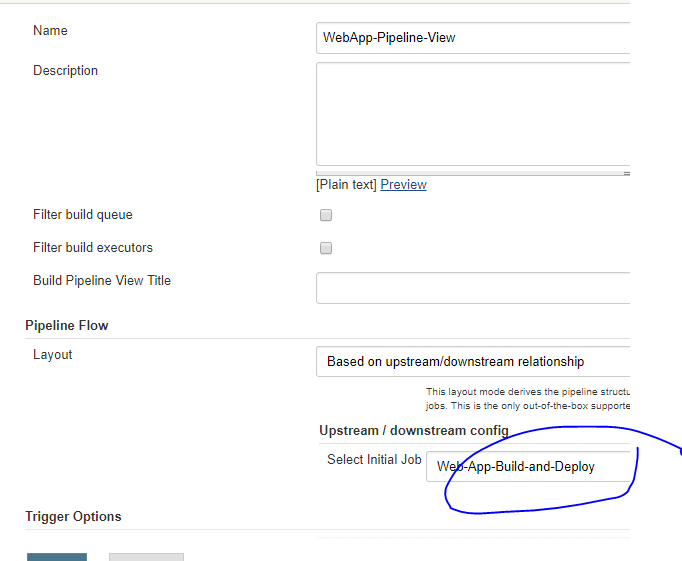 Name
WebApp-Pipeline-View
Description
[Plain text] Preview
Filter build queue
Filter build executors
Build Pipeline View Title
Pipeline Flow
Layout
Based on upstream/downstream relationship
This layout mode derives the pipeline
jobs. This is the only out-of-the-box
Upstream / downstream config
Select Initial Job
Web-App-Build-and-Deploy
Trigger Options